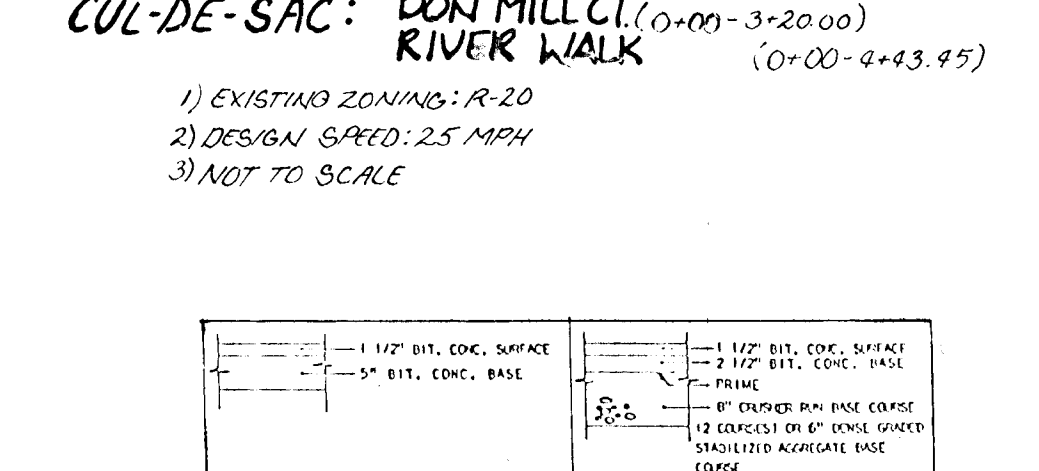 CUL-DE-SAC: DON MILL CT. (0+00-3+20.00)
RIVER WALK (0+00-4+43.45)
1) EXISTING ZONING: R-20
2) DESIGN SPEED: 25 MPH
3) NOT TO SCALE
1 1/2" BIT. CONC. SURFACE
5" BIT. CONC. BASE
1 1/2" BIT. CONC. SURFACE
2 1/2" BIT. CONC. BASE
PRIME
8" CRUSHER RUN BASE COURSE
(2 COURSES) OR 6" DENSE GRADED
STABILIZED AGGREGATE BASE
COURSE